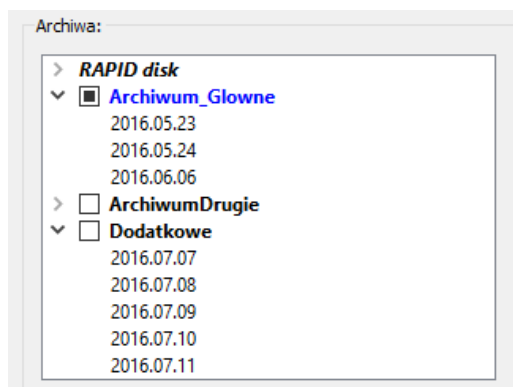 Archiwa:
RAPID disk
Archiwum_Glowne
2016.05.23
2016.05.24
2016.06.06
ArchiwumDrugie
Dodatkowe
2016.07.07
2016.07.08
2016.07.09
2016.07.10
2016.07.11